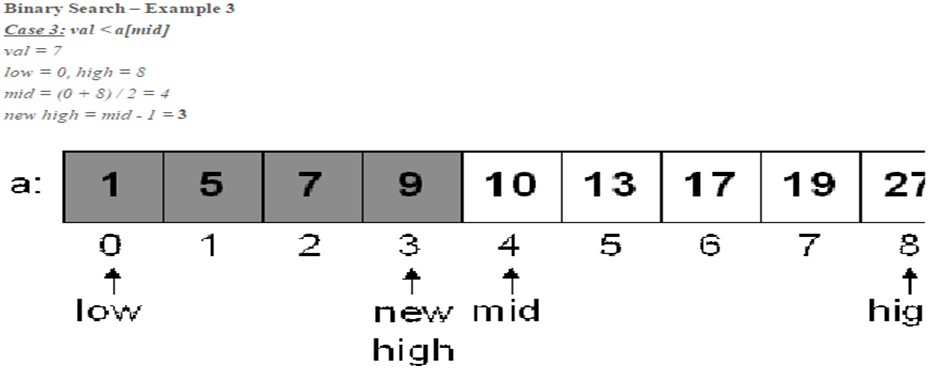 Binary Search – Example 3
Case 3: val < a[mid]
val = 7
low = 0, high = 8
mid = (0 + 8) / 2 = 4
new high = mid - 1 = 3
a: 1 5 7 9 10 13 17 19 27
0 1 2 3 4 5 6 7 8
low new mid hig
high